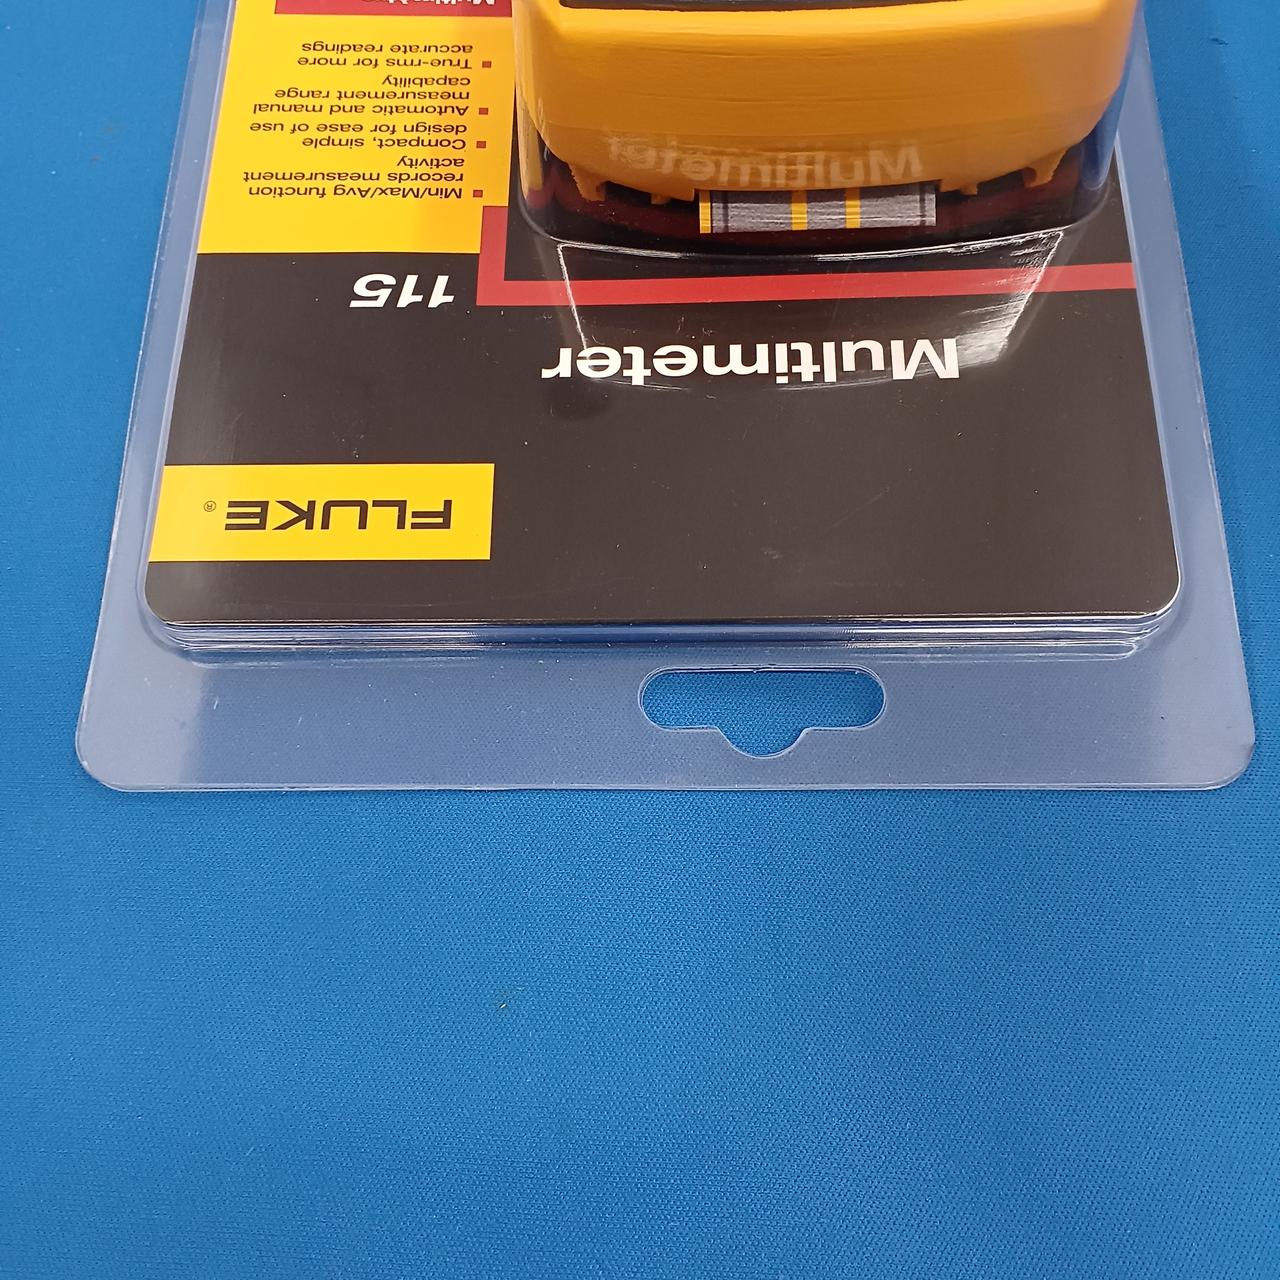 FLUKE®
Multimeter
115
Min/Max/Avg function
records measurement
activity
Compact, simple
design for ease of use
Automatic and manual
measurement range
capability
True-rms for more
accurate readings
Multimeter